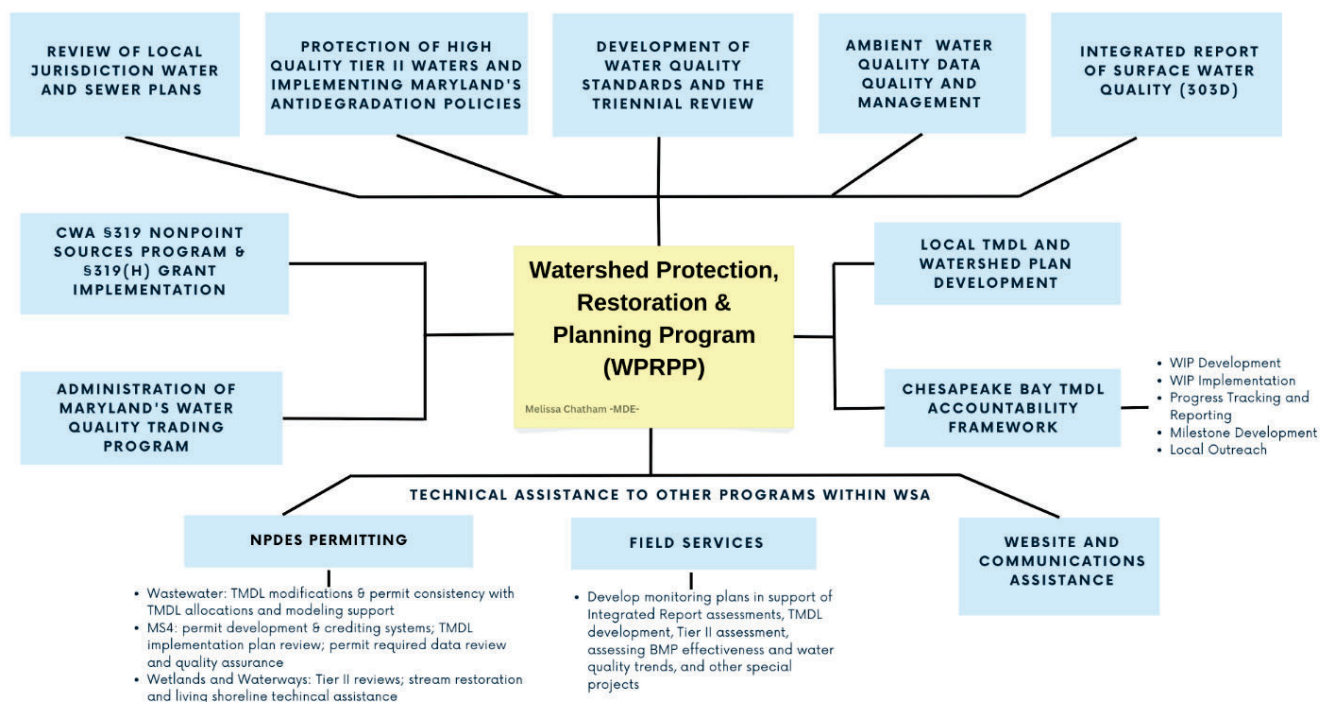 REVIEW OF LOCAL
JURISDICTION WATER
AND SEWER PLANS
PROTECTION OF HIGH
QUALITY TIER II WATERS AND
IMPLEMENTING MARYLAND'S
ANTIDEGRADATION POLICIES
DEVELOPMENT OF
WATER QUALITY
STANDARDS AND THE
TRIENNIAL REVIEW
AMBIENT WATER
QUALITY DATA
QUALITY AND
MANAGEMENT
INTEGRATED REPORT
OF SURFACE WATER
QUALITY (303D)
CWA §319 NONPOINT
SOURCES PROGRAM &
§319(H) GRANT
IMPLEMENTATION
Watershed Protection,
Restoration &
Planning Program
(WPRPP)
Melissa Chatham -MDE-
LOCAL TMDL AND
WATERSHED PLAN
DEVELOPMENT
ADMINISTRATION OF
MARYLAND'S WATER
QUALITY TRADING
PROGRAM
CHESAPEAKE BAY TMDL
ACCOUNTABILITY
FRAMEWORK
• WIP Development
• WIP Implementation
• Progress Tracking and
Reporting
• Milestone Development
• Local Outreach
TECHNICAL ASSISTANCE TO OTHER PROGRAMS WITHIN WSA
NPDES PERMITTING
• Wastewater: TMDL modifications & permit consistency with
TMDL allocations and modeling support
• MS4: permit development & crediting systems; TMDL
implementation plan review; permit required data review
and quality assurance
• Wetlands and Waterways: Tier II reviews; stream restoration
and living shoreline techincal assistance
FIELD SERVICES
• Develop monitoring plans in support of
Integrated Report assessments, TMDL
development, Tier II assessment,
assessing BMP effectiveness and water
quality trends, and other special
projects
WEBSITE AND
COMMUNICATIONS
ASSISTANCE